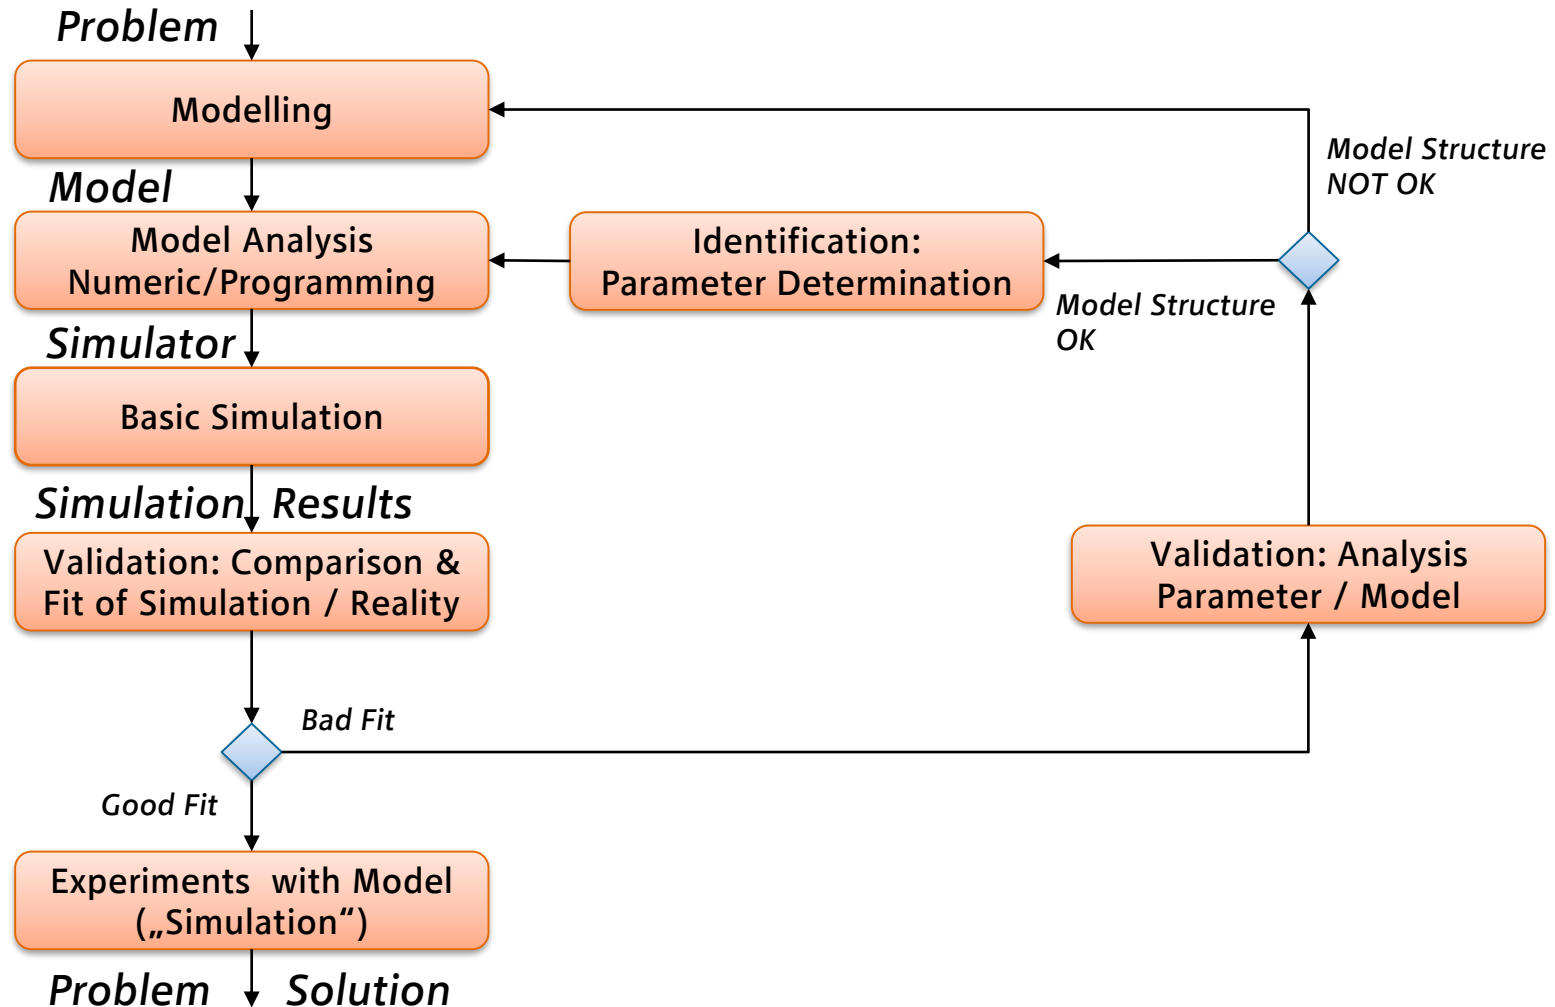 Problem
Modelling
Model Structure
NOT OK
Model
Model Analysis
Numeric/Programming
Identification:
Parameter Determination
Model Structure
OK
Simulator
Basic Simulation
Simulation Results
Validation: Comparison &
Fit of Simulation / Reality
Validation: Analysis
Parameter / Model
Bad Fit
Good Fit
Experiments with Model
(„Simulation“)
Problem Solution